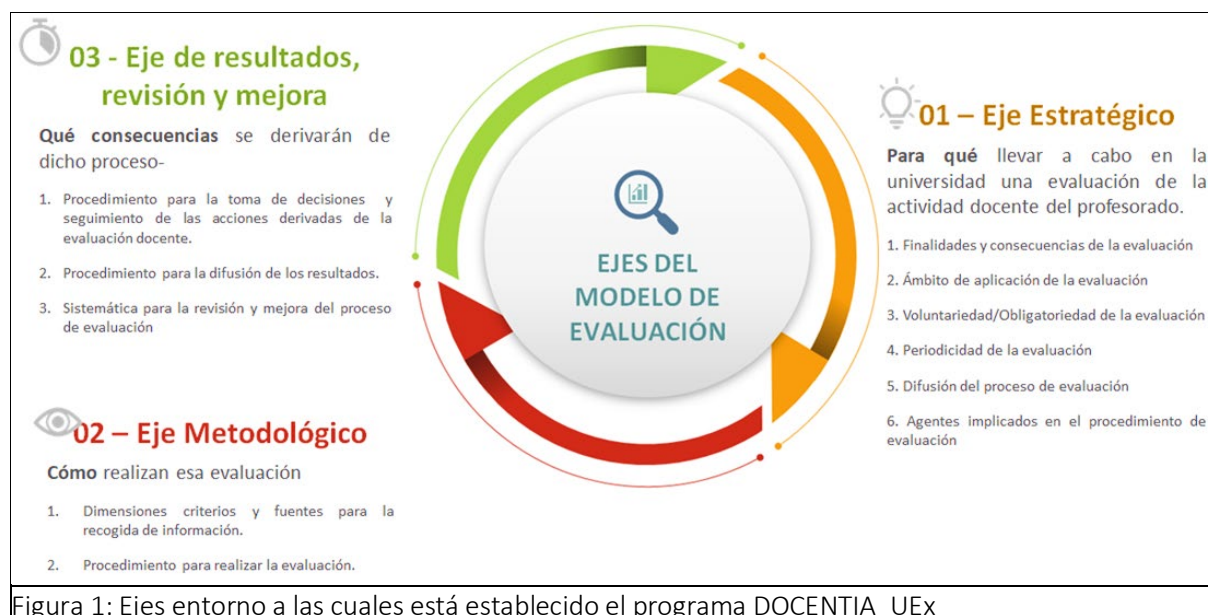 03 - Eje de resultados,
revisión y mejora
Qué consecuencias se derivarán de
dicho proceso-
1. Procedimiento para la toma de decisiones y
seguimiento de las acciones derivadas de la
evaluación docente.
2. Procedimiento para la difusión de los resultados.
3. Sistemática para la revisión y mejora del proceso
de evaluación
EJES DEL
MODELO DE
EVALUACIÓN
01 – Eje Estratégico
Para qué llevar a cabo en la
universidad una evaluación de la
actividad docente del profesorado.
1. Finalidades y consecuencias de la evaluación
2. Ámbito de aplicación de la evaluación
3. Voluntariedad/Obligatoriedad de la evaluación
4. Periodicidad de la evaluación
5. Difusión del proceso de evaluación
6. Agentes implicados en el procedimiento de
evaluación
02 – Eje Metodológico
Cómo realizan esa evaluación
1. Dimensiones criterios y fuentes para la
recogida de información.
2. Procedimiento para realizar la evaluación.
Figura 1: Ejes entorno a las cuales está establecido el programa DOCENTIA_UEx